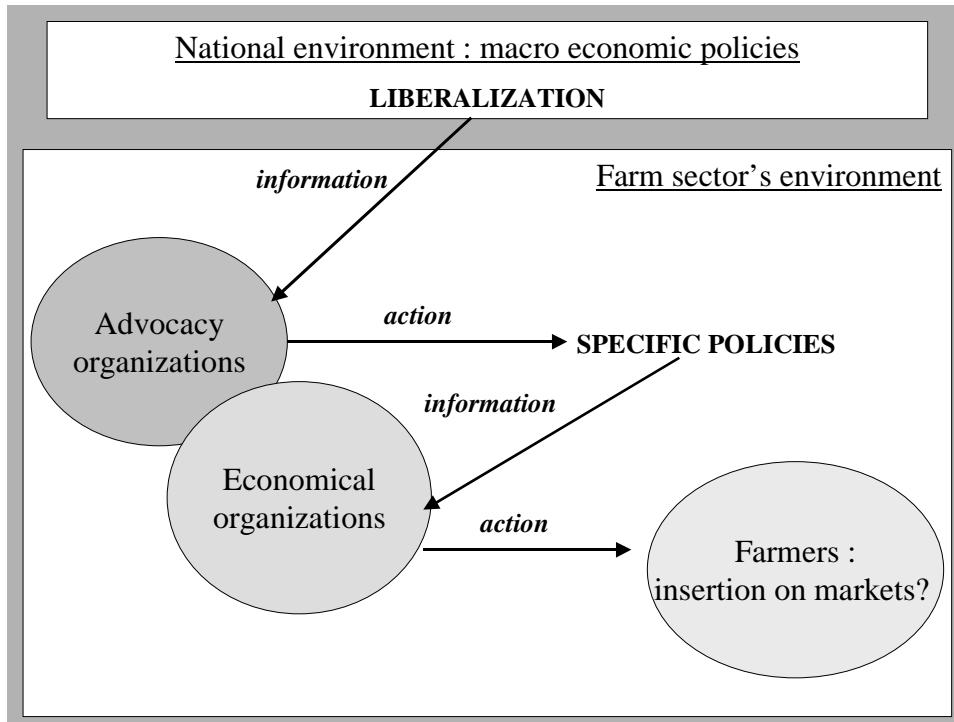 National environment : macro economic policies
LIBERALIZATION
information
Farm sector's environment
Advocacy
organizations
action
SPECIFIC POLICIES
information
Economical
organizations
action
Farmers :
insertion on markets?